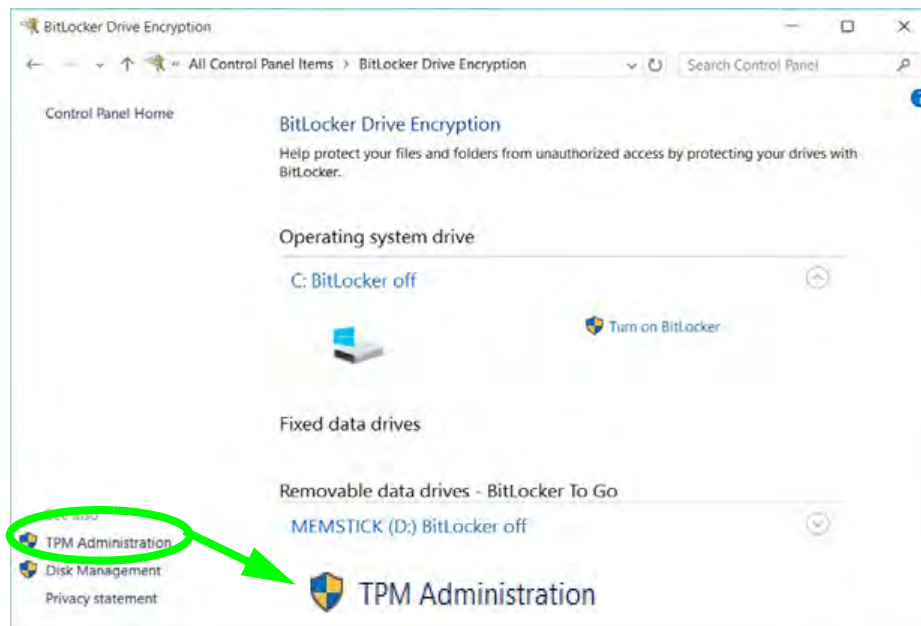 BitLocker Drive Encryption
« All Control Panel Items > BitLocker Drive Encryption
Search Control Panel
Control Panel Home
BitLocker Drive Encryption
Help protect your files and folders from unauthorized access by protecting your drives with
BitLocker.
Operating system drive
C: BitLocker off
Turn on BitLocker
Fixed data drives
Removable data drives - BitLocker To Go
MEMSTICK (D:) BitLocker off
See also
TPM Administration
Disk Management
Privacy statement
TPM Administration